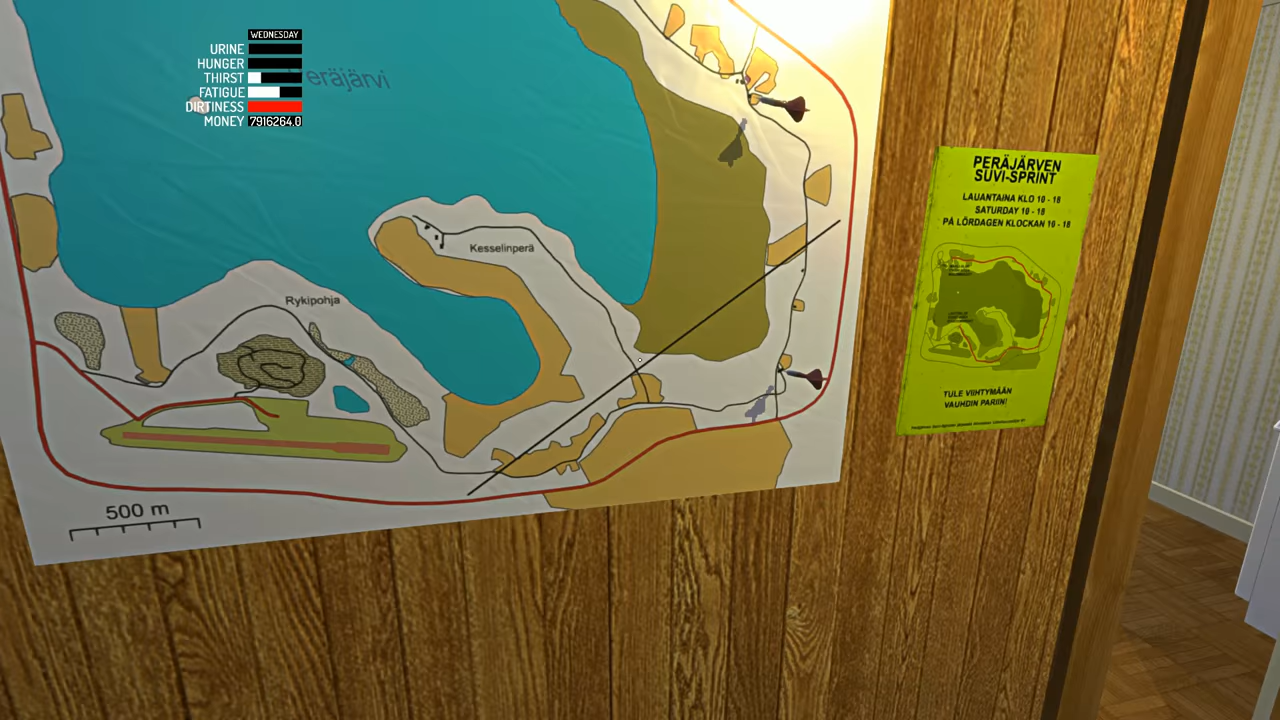 WEDNESDAY
URINE
HUNGER
THIRST
FATIGUE
DIRTINESS
MONEY 7916264.0
Peräjärvi
Kesselinperä
Rykipohja
500 m
PERÄJÄRVEN
SUVI-SPRINT
LAUANTAINA KLO 10 - 18
SATURDAY 10 - 18
PÅ LÖRDAGEN KLOCKAN 10 - 18
TULE VIIHTYMÄÄN
VAUHDIN PARIIN!